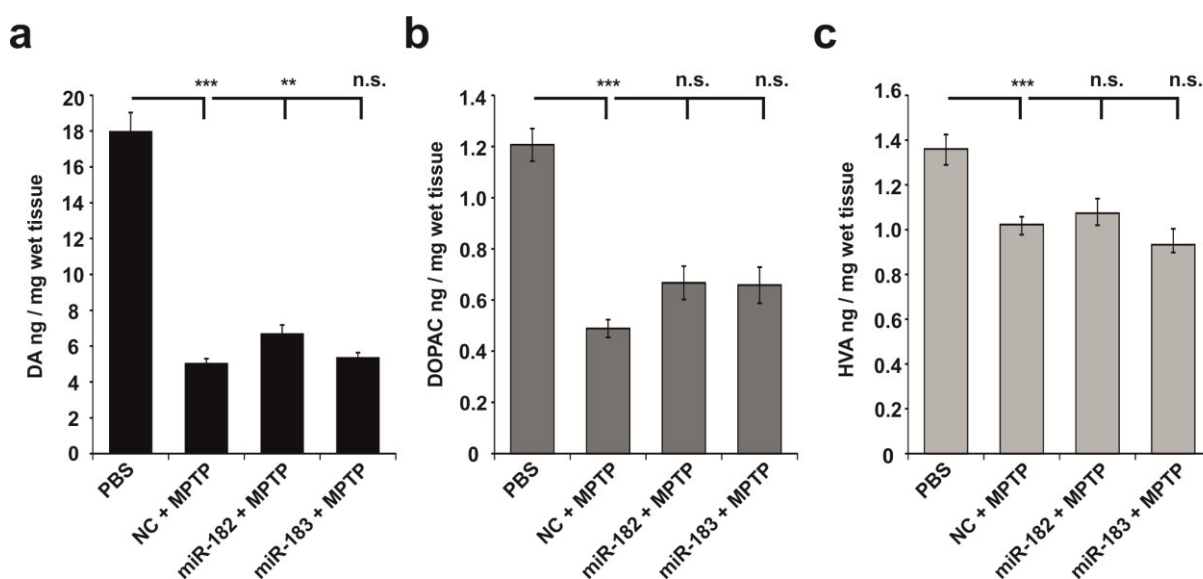 a
*** ** n.s.
DA ng / mg wet tissue
20
18
16
14
12
10
8
6
4
2
0
PBS
NC + MPTP
miR-182 + MPTP
miR-183 + MPTP
b
*** n.s. n.s.
DOPAC ng / mg wet tissue
1.4
1.2
1.0
0.8
0.6
0.4
0.2
0
PBS
NC + MPTP
miR-182 + MPTP
miR-183 + MPTP
c
*** n.s. n.s.
HVA ng / mg wet tissue
1.6
1.4
1.2
1.0
0.8
0.6
0.4
0.2
0
PBS
NC + MPTP
miR-182 + MPTP
miR-183 + MPTP